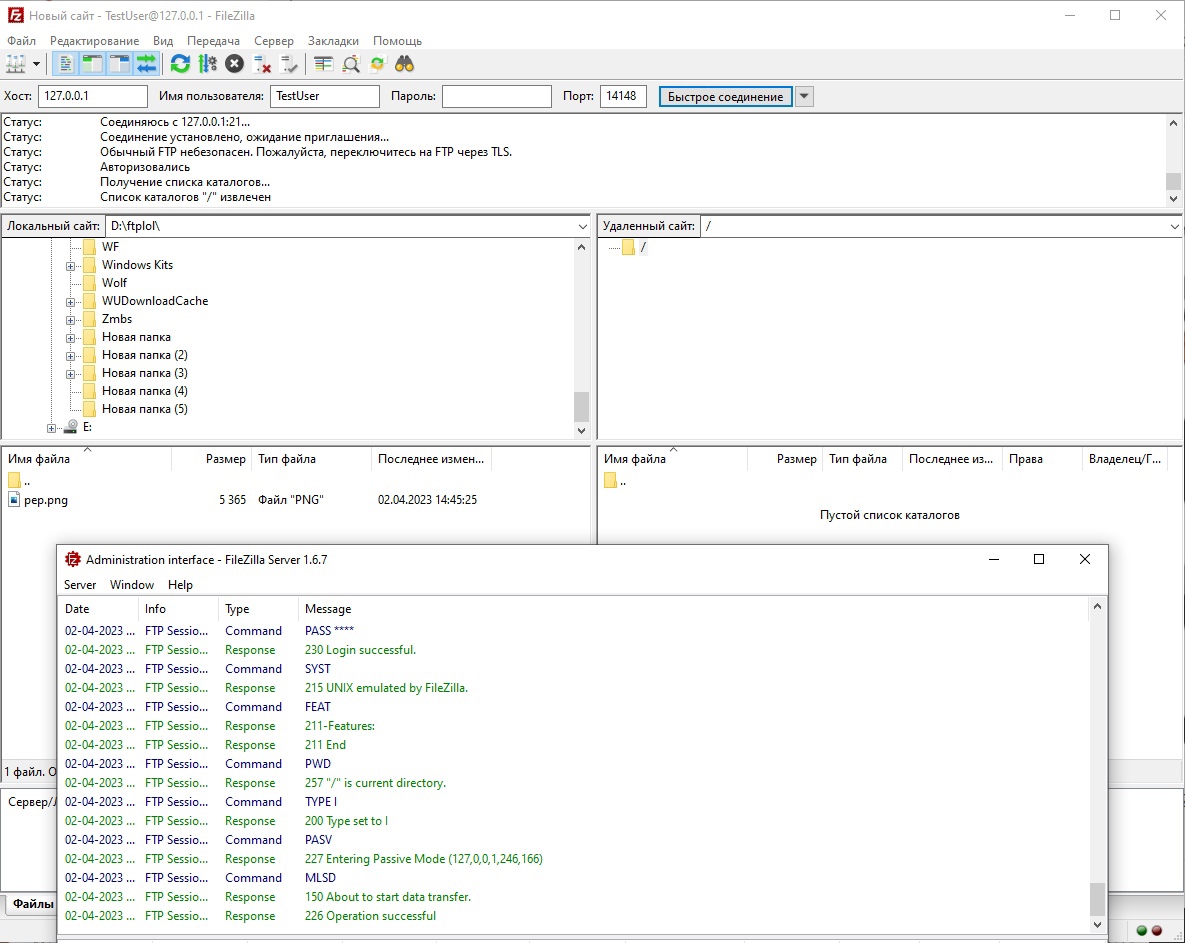 Новый сайт - TestUser@127.0.0.1 - FileZilla
Файл Редактирование Вид Передача Сервер Закладки Помощь
Хост: 127.0.0.1 Имя пользователя: TestUser Пароль: Порт: 14148 Быстрое соединение
Статус: Соединяюсь с 127.0.0.1:21...
Статус: Соединение установлено, ожидание приглашения...
Статус: Обычный FTP небезопасен. Пожалуйста, переключитесь на FTP через TLS.
Статус: Авторизовались
Статус: Получение списка каталогов...
Статус: Список каталогов "/" извлечен
Локальный сайт: D:\ftplol\
WF
Windows Kits
Wolf
WUDownloadCache
Zmbs
Новая папка
Новая папка (2)
Новая папка (3)
Новая папка (4)
Новая папка (5)
E:
Удаленный сайт: /
/
Имя файла Размер Тип файла Последнее измен...
..
pep.png 5 365 Файл "PNG" 02.04.2023 14:45:25
Имя файла Размер Тип файла Последнее из... Права Владелец/Г...
..
Пустой список каталогов
1 файл.
Сервер/
Файлы
Administration interface - FileZilla Server 1.6.7
Server Window Help
Date Info Type Message
02-04-2023 ... FTP Sessio... Command PASS ****
02-04-2023 ... FTP Sessio... Response 230 Login successful.
02-04-2023 ... FTP Sessio... Command SYST
02-04-2023 ... FTP Sessio... Response 215 UNIX emulated by FileZilla.
02-04-2023 ... FTP Sessio... Command FEAT
02-04-2023 ... FTP Sessio... Response 211-Features:
02-04-2023 ... FTP Sessio... Response 211 End
02-04-2023 ... FTP Sessio... Command PWD
02-04-2023 ... FTP Sessio... Response 257 "/" is current directory.
02-04-2023 ... FTP Sessio... Command TYPE I
02-04-2023 ... FTP Sessio... Response 200 Type set to I
02-04-2023 ... FTP Sessio... Command PASV
02-04-2023 ... FTP Sessio... Response 227 Entering Passive Mode (127,0,0,1,246,166)
02-04-2023 ... FTP Sessio... Command MLSD
02-04-2023 ... FTP Sessio... Response 150 About to start data transfer.
02-04-2023 ... FTP Sessio... Response 226 Operation successful